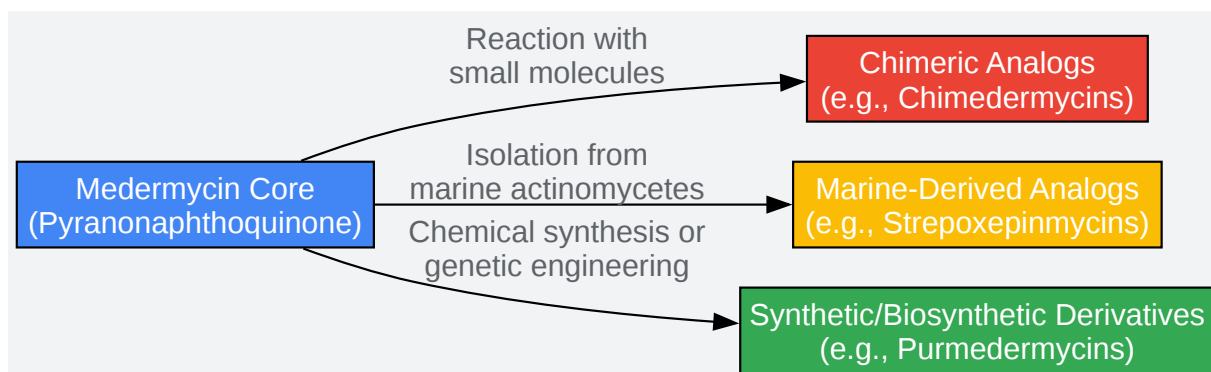 Reaction with
small molecules
Chimeric Analogs
(e.g., Chimedermycins)
Medermycin Core
(Pyranonaphthoquinone)
Isolation from
marine actinomycetes
Marine-Derived Analogs
(e.g., Strepoxepinmycins)
Chemical synthesis or
genetic engineering
Synthetic/Biosynthetic Derivatives
(e.g., Purmedermycins)